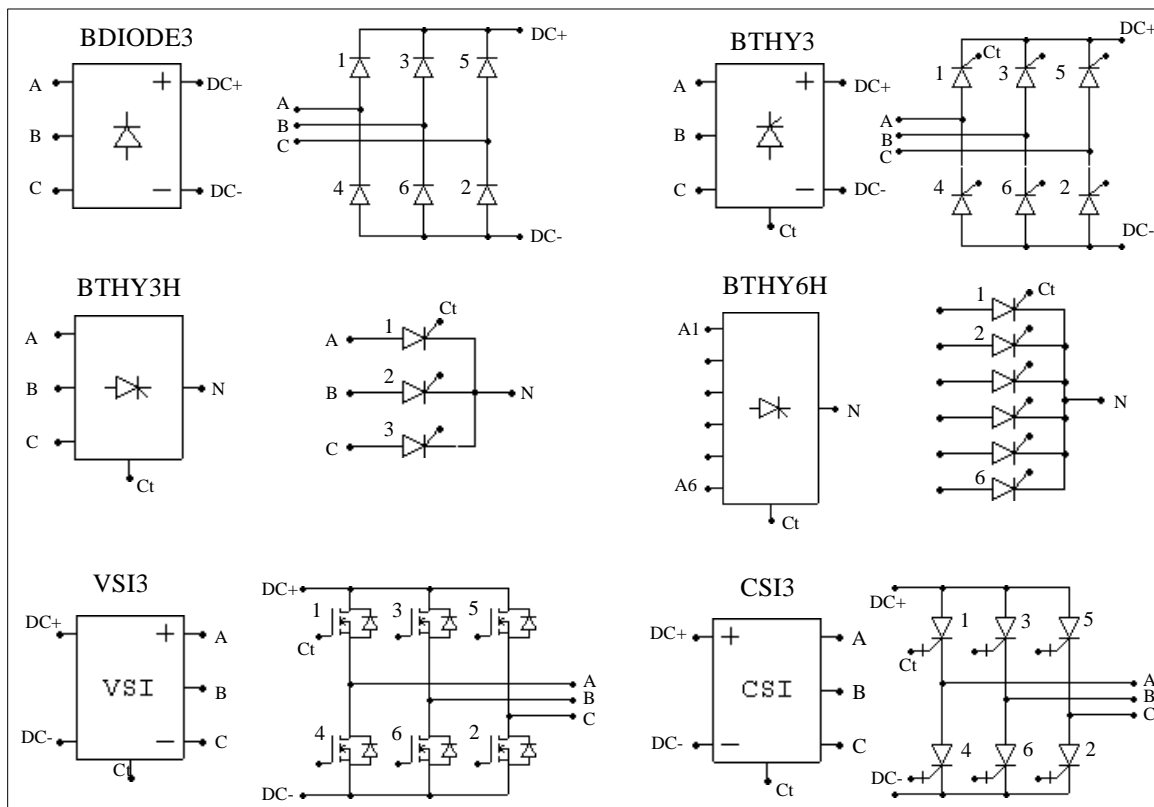 BDIODE3
A
B
C
DC+
DC-
1 3 5
DC+
A
B
C
4 6 2
DC-
BTHY3
A
B
C
DC+
DC-
Ct
DC+
1 Ct 3 5
A
B
C
4 6 2
DC-
BTHY3H
A
B
C
N
Ct
1 Ct
A
2
B
N
3
C
BTHY6H
A1
A6
N
Ct
1 Ct
2
N
6
VSI3
DC+
DC-
VSI
A
B
C
Ct
DC+
1 3 5
Ct
A
B
C
4 6 2
DC-
CSI3
DC+
DC-
CSI
A
B
C
Ct
DC+
1 3 5
Ct
A
B
C
4 6 2
DC-